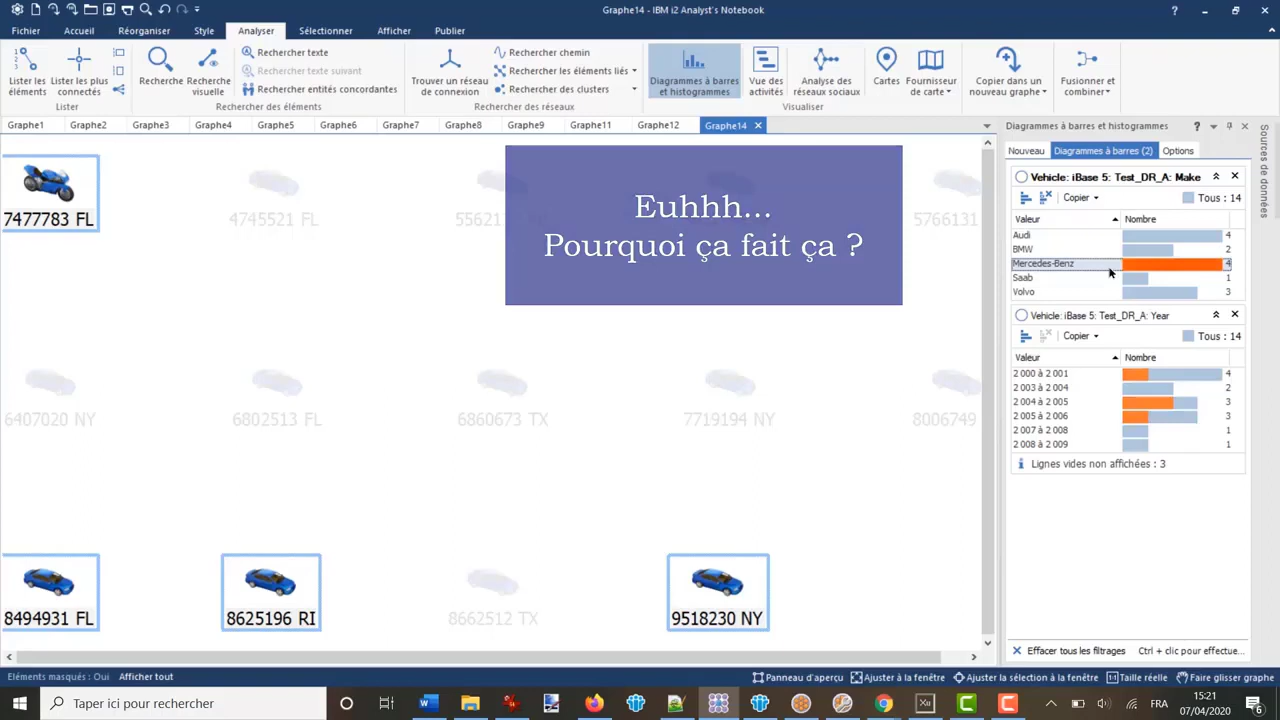 Graphe14 - IBM i2 Analyst's Notebook
Fichier Accueil Réorganiser Style Analyser Sélectionner Afficher Publier
Lister les éléments
Lister les plus connectés
Lister
Recherche
Recherche visuelle
Rechercher texte
Rechercher texte suivant
Rechercher entités concordantes
Rechercher des éléments
Trouver un réseau de connexion
Rechercher chemin
Rechercher les éléments liés
Rechercher des clusters
Rechercher des réseaux
Diagrammes à barres et histogrammes
Vue des activités
Analyse des réseaux sociaux
Cartes
Fournisseur de carte
Visualiser
Copier dans un nouveau graphe
Fusionner et combiner
Graphe1 Graphe2 Graphe3 Graphe4 Graphe5 Graphe6 Graphe7 Graphe8 Graphe9 Graphe11 Graphe12 Graphe14
7477783 FL
4745521 FL
5766131
Euhhh...
Pourquoi ça fait ça ?
6407020 NY
6802513 FL
6860673 TX
7719194 NY
8006749
8494931 FL
8625196 RI
8662512 TX
9518230 NY
Diagrammes à barres et histogrammes
Nouveau Diagrammes à barres (2) Options
Vehicle: iBase 5: Test_DR_A: Make
Copier Tous : 14
Valeur Nombre
Audi 4
BMW 2
Mercedes-Benz 4
Saab 1
Volvo 3
Vehicle: iBase 5: Test_DR_A: Year
Copier Tous : 14
Valeur Nombre
2 000 à 2 001 4
2 003 à 2 004 2
2 004 à 2 005 3
2 005 à 2 006 3
2 007 à 2 008 1
2 008 à 2 009 1
Lignes vides non affichées : 3
Effacer tous les filtrages Ctrl + clic pour effectue...
Sources de données
Eléments masqués : Oui Afficher tout
Panneau d'aperçu Ajuster à la fenêtre Ajuster la sélection à la fenêtre Taille réelle Faire glisser graphe
Taper ici pour rechercher
FRA
15:21
07/04/2020